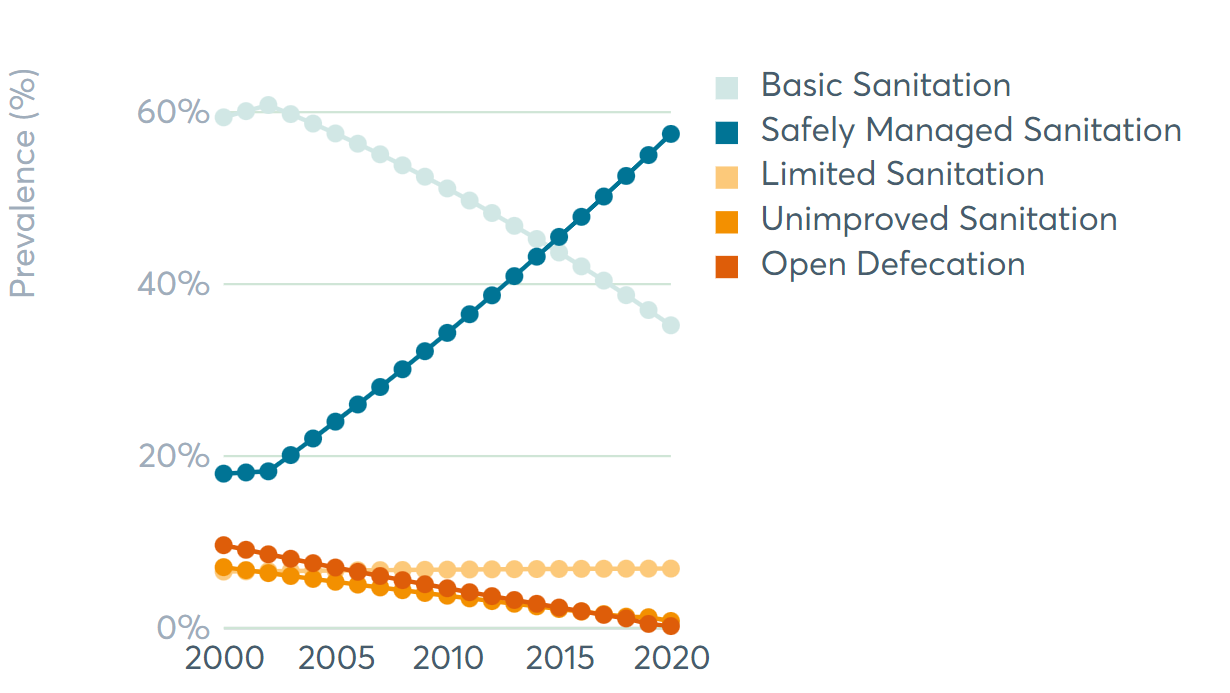 Prevalence (%)
60%
40%
20%
0%
2000 2005 2010 2015 2020
Basic Sanitation
Safely Managed Sanitation
Limited Sanitation
Unimproved Sanitation
Open Defecation